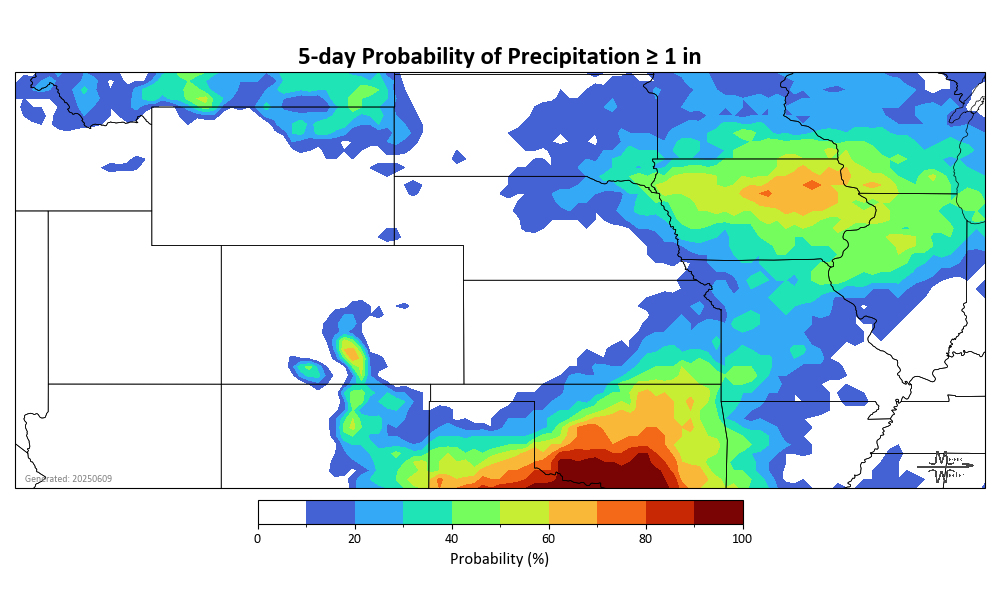 5-day Probability of Precipitation ≥ 1 in
Generated: 20250609
0 20 40 60 80 100
Probability (%)